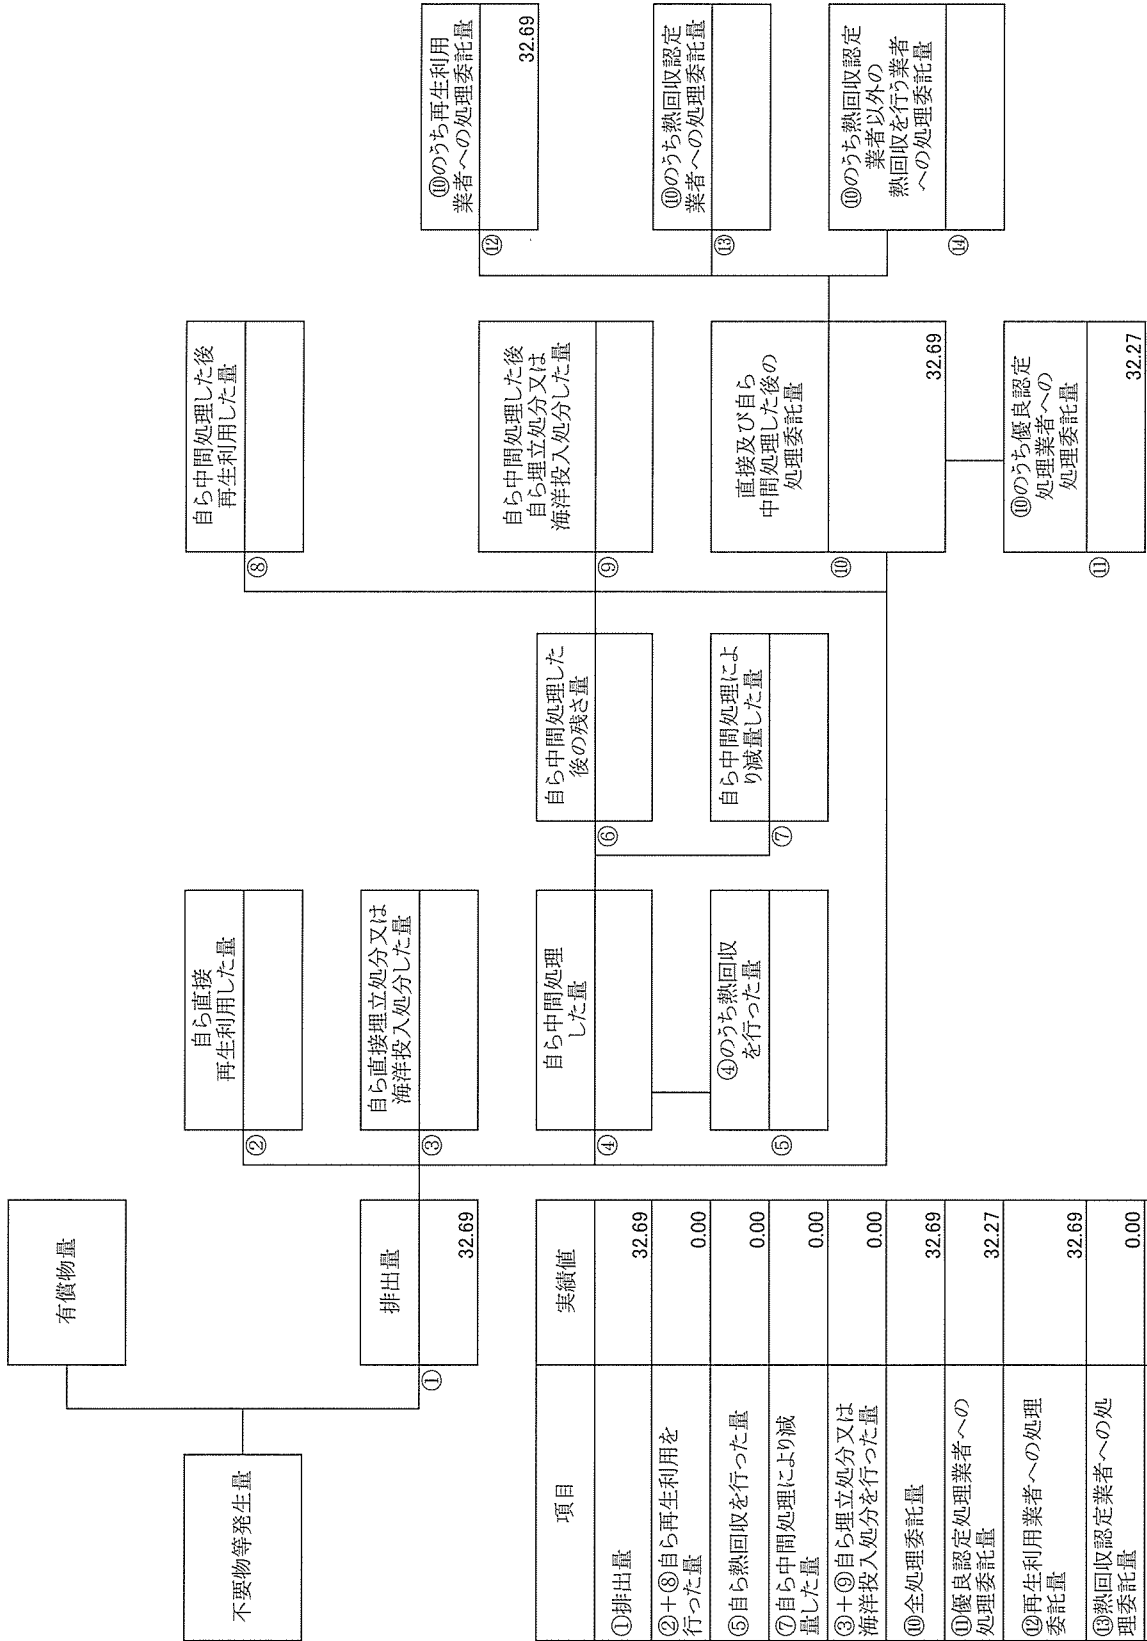 不要物等発生量
有償物量
①
排出量
32.69
②
自ら直接
再生利用した量
③
自ら直接埋立処分又は
海洋投入処分した量
④
自ら中間処理
した量
⑤
④のうち熱回収
を行った量
⑥
自ら中間処理した
後の残さ量
⑦
自ら中間処理によ
り減量した量
⑧
自ら中間処理した後
再生利用した量
⑨
自ら中間処理した後
自ら埋立処分又は
海洋投入処分した量
⑩
直接及び自ら
中間処理した後の
処理委託量
32.69
⑪
⑩のうち優良認定
処理業者への
処理委託量
32.27
⑫
⑩のうち再生利用
業者への処理委託量
32.69
⑬
⑩のうち熱回収認定
業者への処理委託量
⑭
⑩のうち熱回収認定
業者以外の
熱回収を行う業者
への処理委託量
項目
実績値
①排出量
32.69
②+⑧自ら再生利用を
行った量
0.00
⑤自ら熱回収を行った量
0.00
⑦自ら中間処理により減
量した量
0.00
③+⑨自ら埋立処分又は
海洋投入処分を行った量
0.00
⑩全処理委託量
32.69
⑪優良認定処理業者への
処理委託量
32.27
⑫再生利用業者への処理
委託量
32.69
⑬熱回収認定業者への処
理委託量
0.00